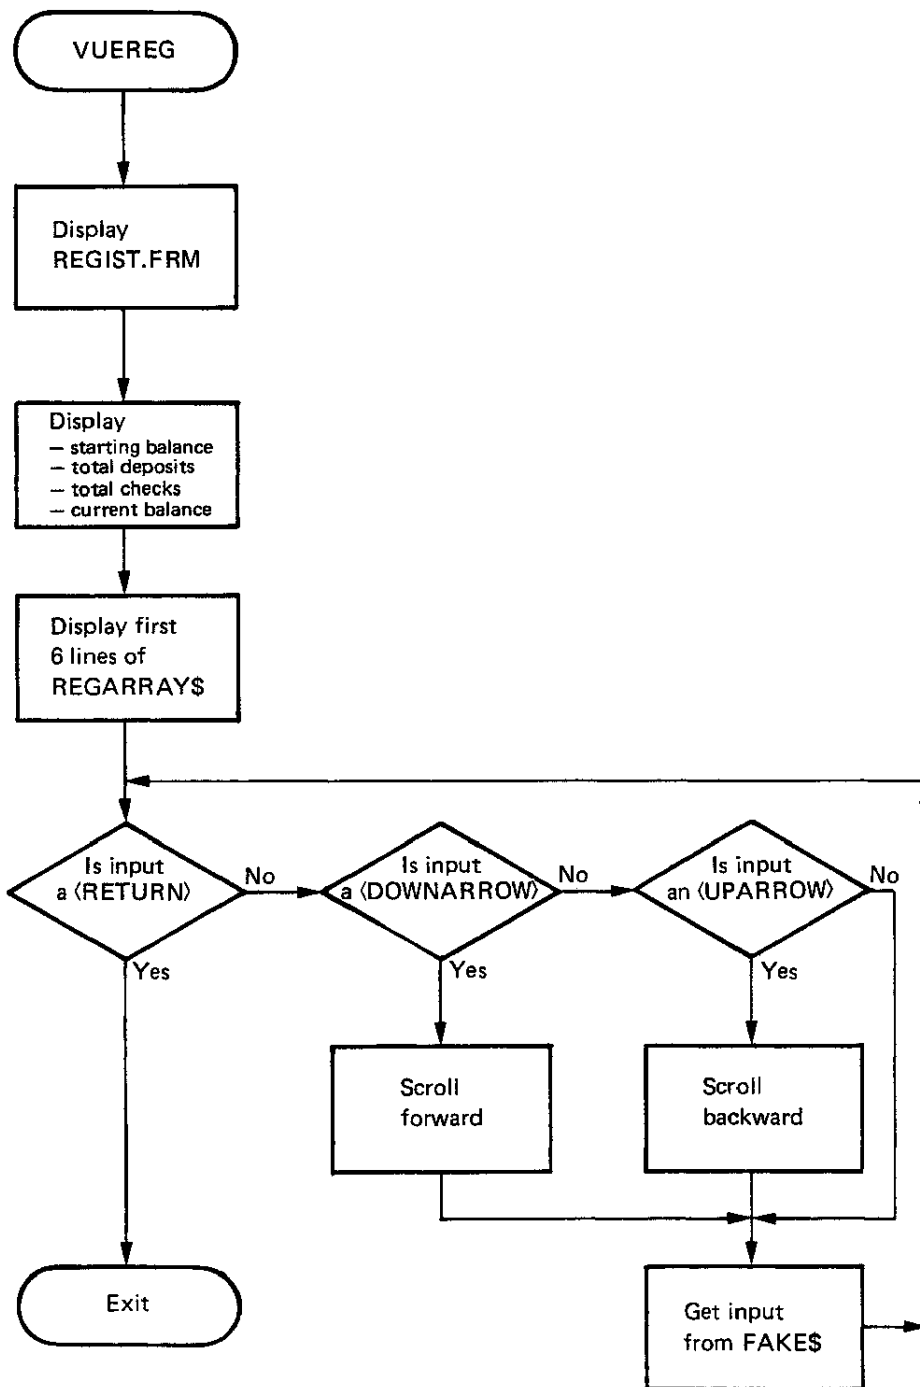 VUEREG
Display
REGIST.FRM
Display
– starting balance
– total deposits
– total checks
– current balance
Display first
6 lines of
REGARRAY$
Is input
a ⟨RETURN⟩
No
Yes
Is input
a ⟨DOWNARROW⟩
No
Yes
Is input
an ⟨UPARROW⟩
No
Yes
Scroll
forward
Scroll
backward
Exit
Get input
from FAKE$